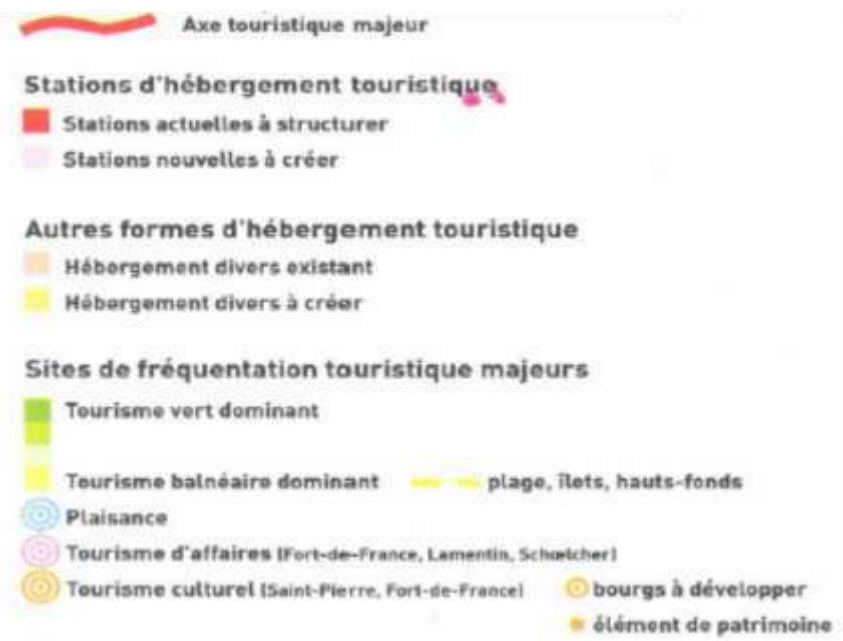 Axe touristique majeur
Stations d'hébergement touristique
Stations actuelles à structurer
Stations nouvelles à créer
Autres formes d'hébergement touristique
Hébergement divers existant
Hébergement divers à créer
Sites de fréquentation touristique majeurs
Tourisme vert dominant
Tourisme balnéaire dominant plage, îlets, hauts-fonds
Plaisance
Tourisme d'affaires (Fort-de-France, Lamentin, Schœlcher)
Tourisme culturel (Saint-Pierre, Fort-de-France) bourgs à développer
élément de patrimoine